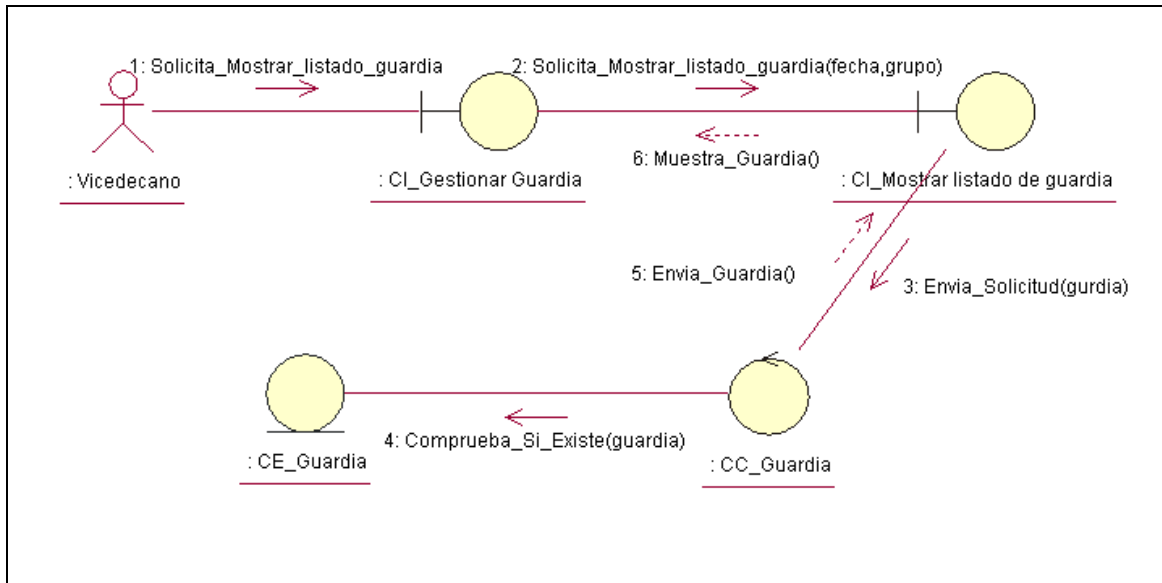 1: Solicita_Mostrar_listado_guardia
2: Solicita_Mostrar_listado_guardia(fecha,grupo)
6: Muestra_Guardia()
: Vicedecano
: CI_Gestionar Guardia
: CI_Mostrar listado de guardia
5: Envia_Guardia()
3: Envia_Solicitud(gurdia)
4: Comprueba_Si_Existe(guardia)
: CE_Guardia
: CC_Guardia